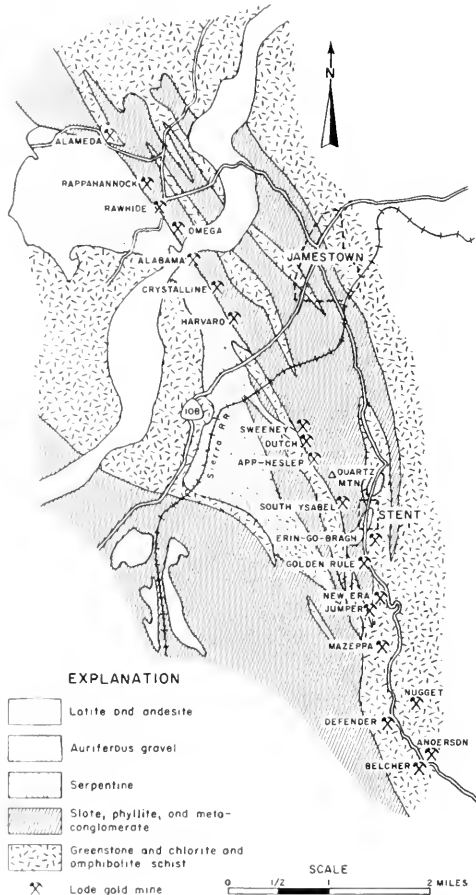 N
ALAMEDA
RAPPAHANNOCK
RAWHIDE
OMEGA
ALABAMA
JAMESTOWN
CRYSTALLINE
HARVARD
108
Sierra RR
SWEENEY
DUTCH
APP-HESLEP
QUARTZ
MTN
SOUTH YSABEL
STENT
ERIN-GO-BRAGH
GOLDEN RULE
NEW ERA
JUMPER
MAZEPPA
NUGGET
DEFENDER
ANDERSON
BELCHER
EXPLANATION
Latite and andesite
Auriferous gravel
Serpentine
Slate, phyllite, and meta-
conglomerate
Greenstone and chlorite and
amphibolite schist
Lode gold mine
SCALE
0 1/2 1 2 MILES